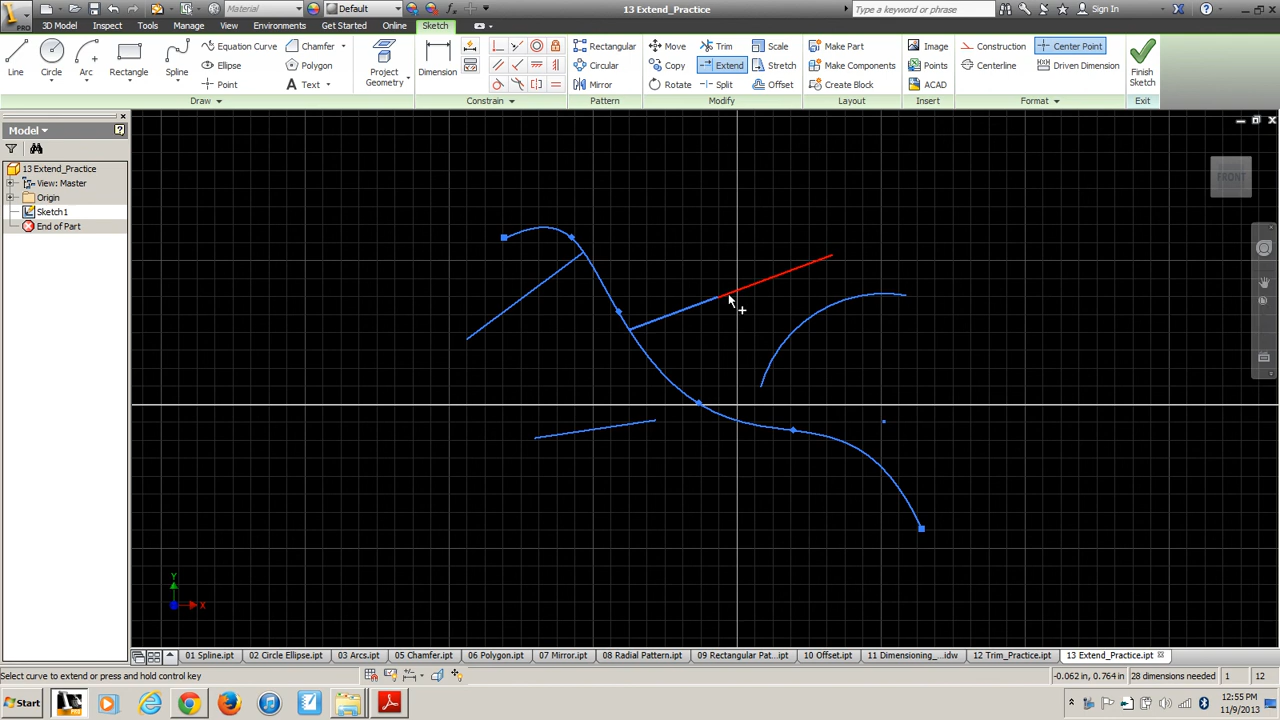 Material Default 13 Extend_Practice Type a keyword or phrase Sign In
PRO 3D Model Inspect Tools Manage View Environments Get Started Online Sketch
Equation Curve Chamfer Rectangular Move Trim Scale Make Part Image Construction Center Point
Ellipse Polygon Circular Copy Extend Stretch Make Components Points Centerline Driven Dimension
Line Circle Arc Rectangle Spline Point Text Project Geometry Dimension Mirror Rotate Split Offset Create Block ACAD Finish Sketch
Draw Constrain Pattern Modify Layout Insert Format Exit
Model
13 Extend_Practice
View: Master
Origin
Sketch1
End of Part
FRONT
Y
X
01 Spline.ipt 02 Circle Ellipse.ipt 03 Arcs.ipt 05 Chamfer.ipt 06 Polygon.ipt 07 Mirror.ipt 08 Radial Pattern.ipt 09 Rectangular Pat...ipt 10 Offset.ipt 11 Dimensioning_...idw 12 Trim_Practice.ipt 13 Extend_Practice.ipt
Select curve to extend or press and hold control key -0.062 in, 0.764 in 28 dimensions needed 1 12
Start 12:55 PM
11/9/2013